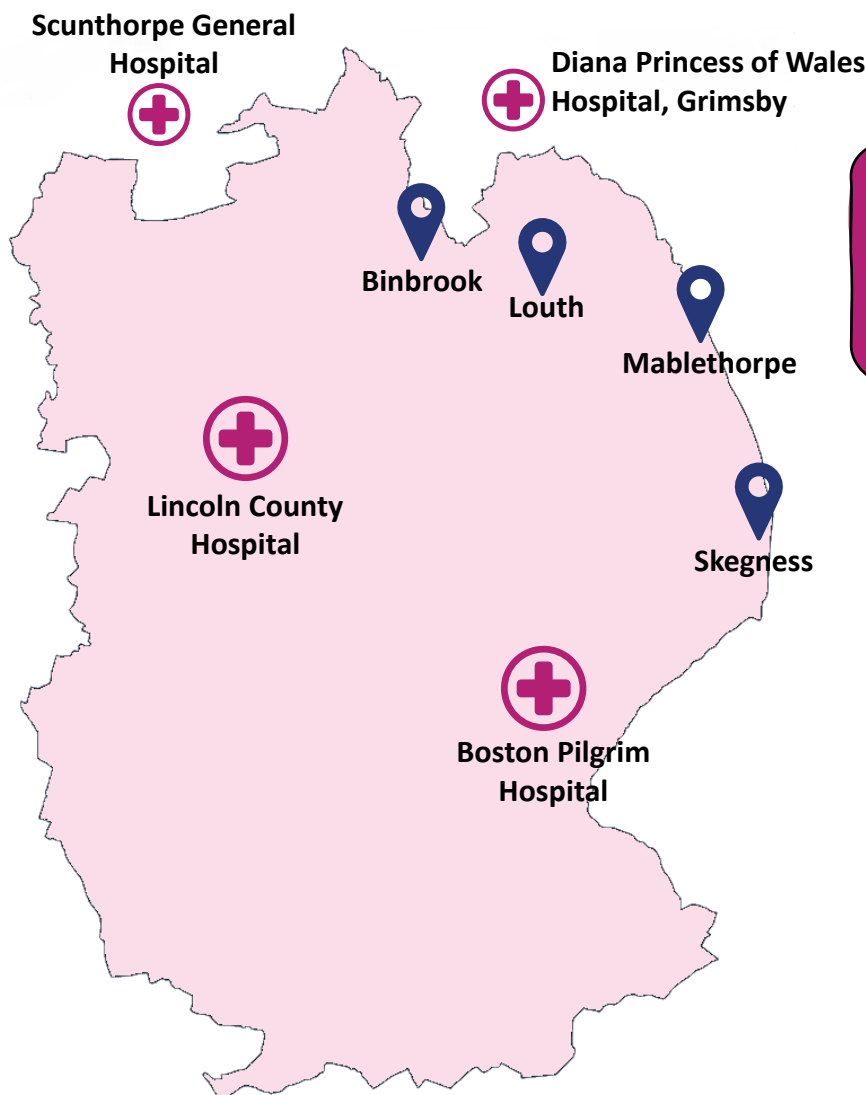 Scunthorpe General
Hospital
Diana Princess of Wales
Hospital, Grimsby
Binbrook
Louth
Mablethorpe
Lincoln County
Hospital
Skegness
Boston Pilgrim
Hospital